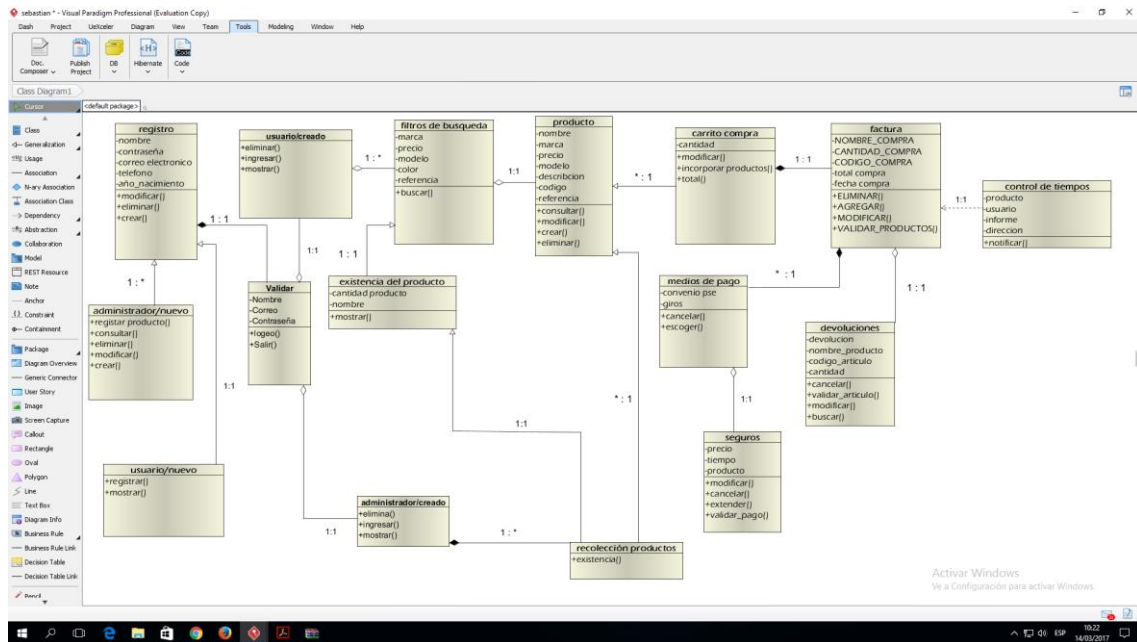 sebastian * - Visual Paradigm Professional (Evaluation Copy)
Dash Project UeXceler Diagram View Team Tools Modeling Window Help
Doc. Composer
Publish Project
DB
Hibernate
Code
Class Diagram1
Cursor
<default package>
Class
Generalization
Usage
Association
N-ary Association
Association Class
Dependency
Abstraction
Collaboration
Model
REST Resource
Note
Anchor
Constraint
Containment
Package
Diagram Overview
Generic Connector
User Story
Image
Screen Capture
Callout
Rectangle
Oval
Polygon
Line
Text Box
Diagram Info
Business Rule
Business Rule Link
Decision Table
Decision Table Link
Pencil
registro
-nombre
-contraseña
-correo electronico
-telefono
-año_nacimiento
+modificar()
+eliminar()
+crear()
usuario/creado
+eliminar()
+ingresar()
+mostrar()
1 : *
filtros de busqueda
-marca
-precio
-modelo
-color
-referencia
+buscar()
1:1
producto
-nombre
-marca
-precio
-modelo
-describcion
-codigo
-referencia
+consultar()
+modificar()
+crear()
+eliminar()
* : 1
carrito compra
-cantidad
+modificar()
+incorporar productos()
+total()
1 : 1
factura
-NOMBRE_COMPRA
-CANTIDAD_COMPRA
-CODIGO_COMPRA
-total compra
-fecha compra
+ELIMINAR()
+AGREGAR()
+MODIFICAR()
+VALIDAR_PRODUCTOS()
1:1
control de tiempos
-producto
-usuario
-informe
-direccion
+notificar()
1 : 1
1:1
1 : 1
1 : *
administrador/nuevo
+registar producto()
+consultar()
+eliminar()
+modificar()
+crear()
Validar
-Nombre
-Correo
-Contraseña
+logeo()
+Salir()
existencia del producto
-cantidad producto
-nombre
+mostrar()
medios de pago
-convenio pse
-giros
+cancelar()
+escoger()
* : 1
1 : 1
devoluciones
-devolucion
-nombre_producto
-codigo_articulo
-cantidad
+cancelar()
+validar_articulo()
+modificar()
+buscar()
1:1
1:1
* : 1
1:1
seguros
-precio
-tiempo
-producto
+modificar()
+cancelar()
+extender()
+validar_pago()
usuario/nuevo
+registrar()
+mostrar()
1:1
administrador/creado
+elimina()
+ingresar()
+mostrar()
1 : *
recolección productos
+existencia()
Activar Windows
Ve a Configuración para activar Windows.
ESP
10:22
14/03/2017